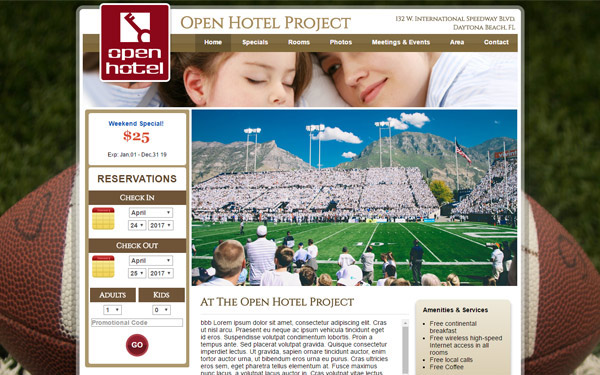 open
hotel
Open Hotel Project
132 W. International Speedway Blvd.
Daytona Beach, FL
Home Specials Rooms Photos Meetings & Events Area Contact
Weekend Special!
$25
Exp: Jan,01 - Dec,31 19
RESERVATIONS
Check In
April
24 2017
Check Out
April
25 2017
Adults Kids
1 0
Promotional Code
GO
At The Open Hotel Project
bbb Lorem ipsum dolor sit amet, consectetur adipiscing elit. Cras
at nisl arcu. Praesent eu neque ac ipsum vehicula tincidunt eget
id eros. Suspendisse volutpat condimentum lobortis. Proin a
tempus ante. Sed placerat volutpat gravida. Quisque consectetur
imperdiet lectus. Ut gravida, sapien ornare tincidunt auctor, enim
tortor auctor urna, ut bibendum eros urna eu purus. Cras ultricies
eros sem, eget pharetra tellus elementum at. Fusce maximus
nunc lacus, a volutpat orci auctor in. Donec consectetur lacus
Amenities & Services
Free continental
breakfast
Free wireless high-speed
internet access in all
rooms
Free local calls
Free Coffee